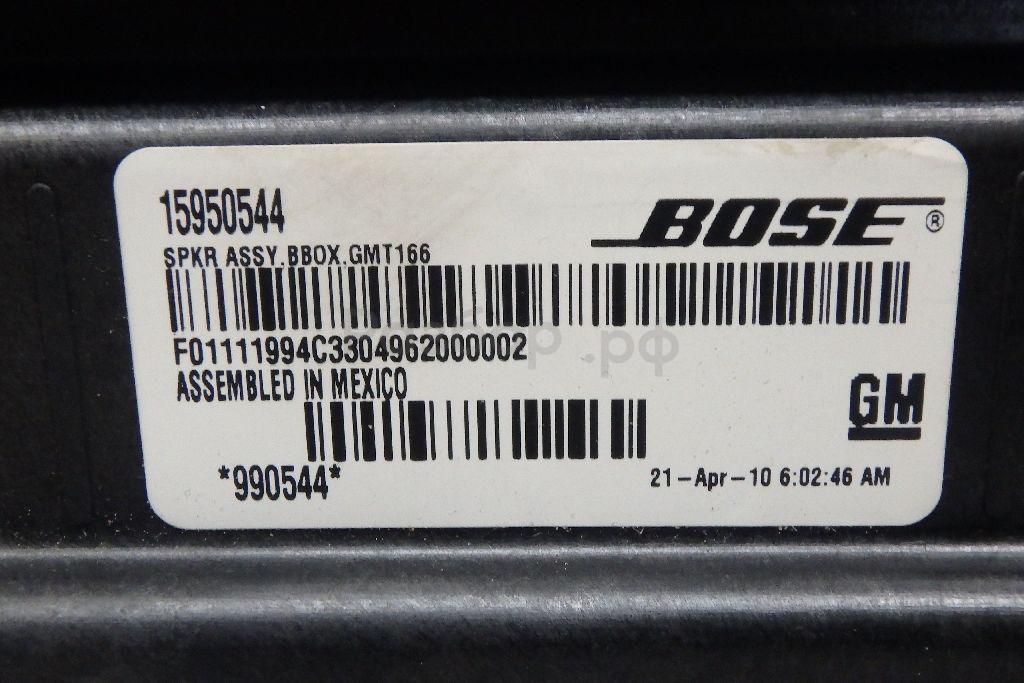 15950544
BOSE®
SPKR ASSY.BBOX.GMT166
F01111994C3304962000002
.рф
ASSEMBLED IN MEXICO
GM
*990544*
21-Apr-10 6:02:46 AM